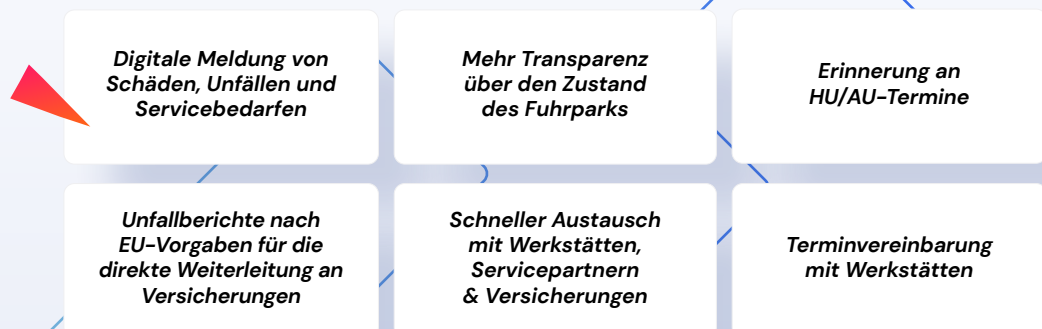 Digitale Meldung von
Schäden, Unfällen und
Servicebedarfen
Mehr Transparenz
über den Zustand
des Fuhrparks
Erinnerung an
HU/AU-Termine
Unfallberichte nach
EU-Vorgaben für die
direkte Weiterleitung an
Versicherungen
Schneller Austausch
mit Werkstätten,
Servicepartnern
& Versicherungen
Terminvereinbarung
mit Werkstätten